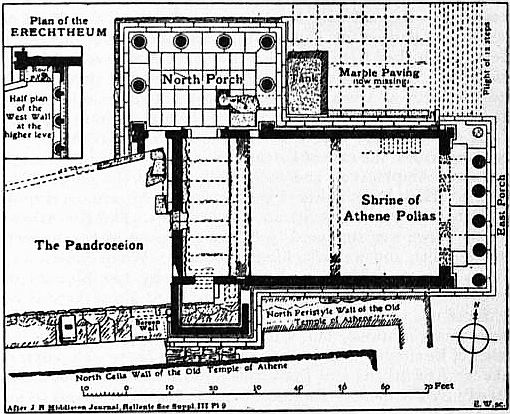 Plan of the
ERECHTHEUM
Half plan
of the
West Wall
at the
higher level
North Porch
Tank
Marble Paving
now missing
Flight of 12 steps
Shrine of
Athene Polias
East Porch
The Pandroseion
North Peristyle Wall of the Old
Temple of Athene
Wall
N
North Cella Wall of the Old Temple of Athene
10 0 10 20 30 40 50 60 70 Feet
After J. H. Middleton Journal, Hellenic Soc Suppl. III Pl 9
E.W. sc.